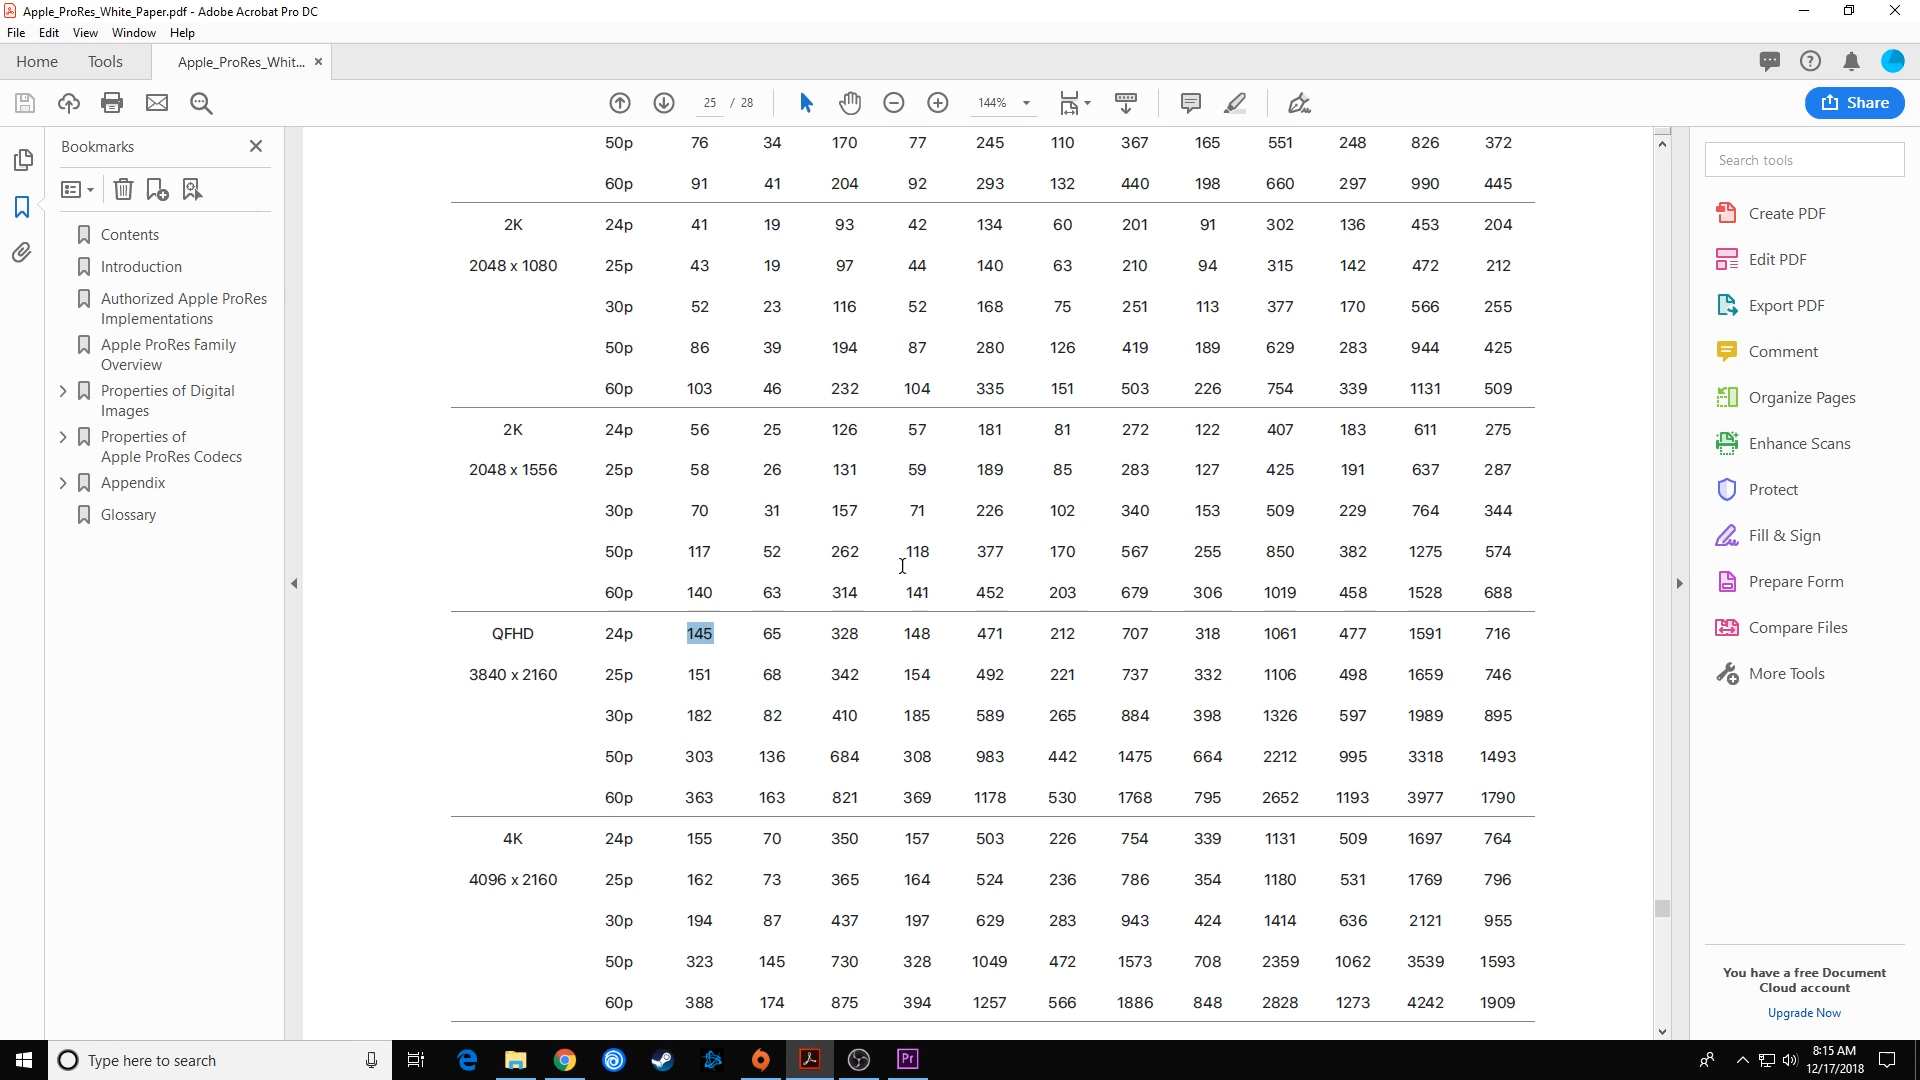 Apple_ProRes_White_Paper.pdf - Adobe Acrobat Pro DC
File Edit View Window Help
Home Tools Apple_ProRes_Whit... ×
25 / 28 144% Share
Bookmarks
Contents
Introduction
Authorized Apple ProRes
Implementations
Apple ProRes Family
Overview
Properties of Digital
Images
Properties of
Apple ProRes Codecs
Appendix
Glossary
50p 76 34 170 77 245 110 367 165 551 248 826 372
60p 91 41 204 92 293 132 440 198 660 297 990 445
2K 24p 41 19 93 42 134 60 201 91 302 136 453 204
2048 x 1080 25p 43 19 97 44 140 63 210 94 315 142 472 212
30p 52 23 116 52 168 75 251 113 377 170 566 255
50p 86 39 194 87 280 126 419 189 629 283 944 425
60p 103 46 232 104 335 151 503 226 754 339 1131 509
2K 24p 56 25 126 57 181 81 272 122 407 183 611 275
2048 x 1556 25p 58 26 131 59 189 85 283 127 425 191 637 287
30p 70 31 157 71 226 102 340 153 509 229 764 344
50p 117 52 262 118 377 170 567 255 850 382 1275 574
60p 140 63 314 141 452 203 679 306 1019 458 1528 688
QFHD 24p 145 65 328 148 471 212 707 318 1061 477 1591 716
3840 x 2160 25p 151 68 342 154 492 221 737 332 1106 498 1659 746
30p 182 82 410 185 589 265 884 398 1326 597 1989 895
50p 303 136 684 308 983 442 1475 664 2212 995 3318 1493
60p 363 163 821 369 1178 530 1768 795 2652 1193 3977 1790
4K 24p 155 70 350 157 503 226 754 339 1131 509 1697 764
4096 x 2160 25p 162 73 365 164 524 236 786 354 1180 531 1769 796
30p 194 87 437 197 629 283 943 424 1414 636 2121 955
50p 323 145 730 328 1049 472 1573 708 2359 1062 3539 1593
60p 388 174 875 394 1257 566 1886 848 2828 1273 4242 1909
Search tools
Create PDF
Edit PDF
Export PDF
Comment
Organize Pages
Enhance Scans
Protect
Fill & Sign
Prepare Form
Compare Files
More Tools
You have a free Document
Cloud account
Upgrade Now
Type here to search
Pr
8:15 AM
12/17/2018